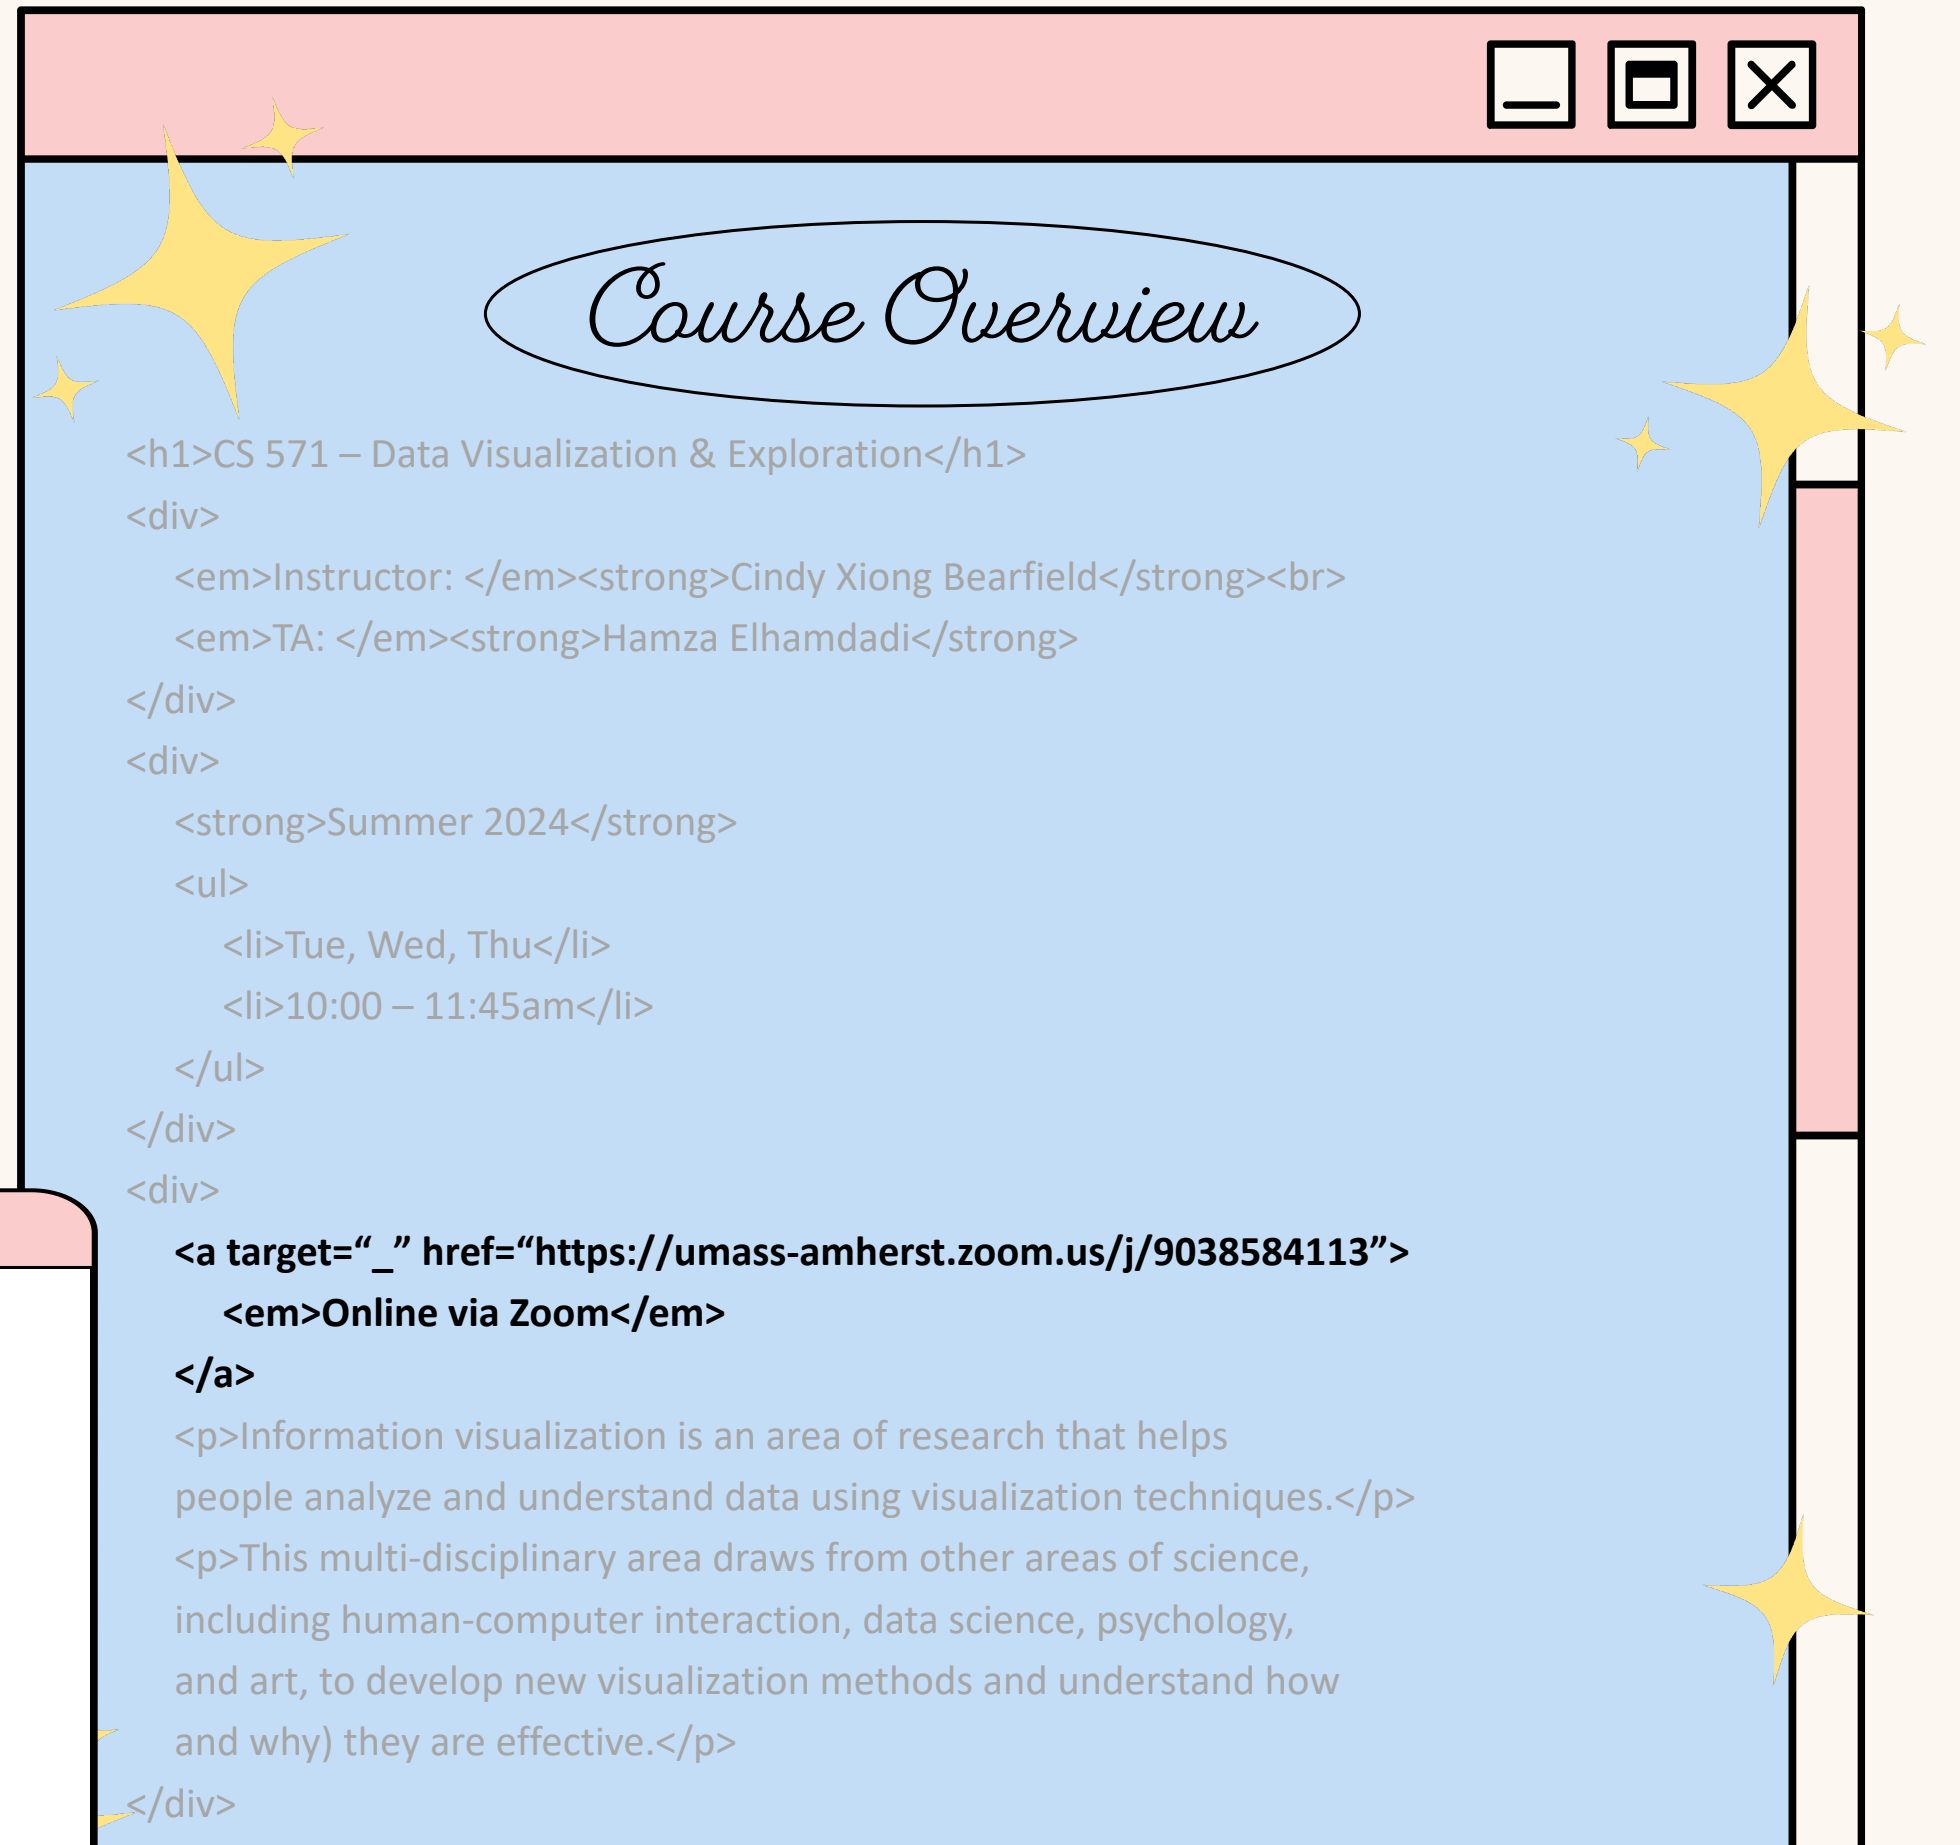 Course Overview
<h1>CS 571 – Data Visualization & Exploration</h1>
<div>
<em>Instructor: </em><strong>Cindy Xiong Bearfield</strong><br>
<em>TA: </em><strong>Hamza Elhamdadi</strong>
</div>
<div>
<strong>Summer 2024</strong>
<ul>
<li>Tue, Wed, Thu</li>
<li>10:00 – 11:45am</li>
</ul>
</div>
<div>
<a target=“_” href=“https://umass-amherst.zoom.us/j/9038584113”>
<em>Online via Zoom</em>
</a>
<p>Information visualization is an area of research that helps
people analyze and understand data using visualization techniques.</p>
<p>This multi-disciplinary area draws from other areas of science,
including human-computer interaction, data science, psychology,
and art, to develop new visualization methods and understand how
and why) they are effective.</p>
</div>